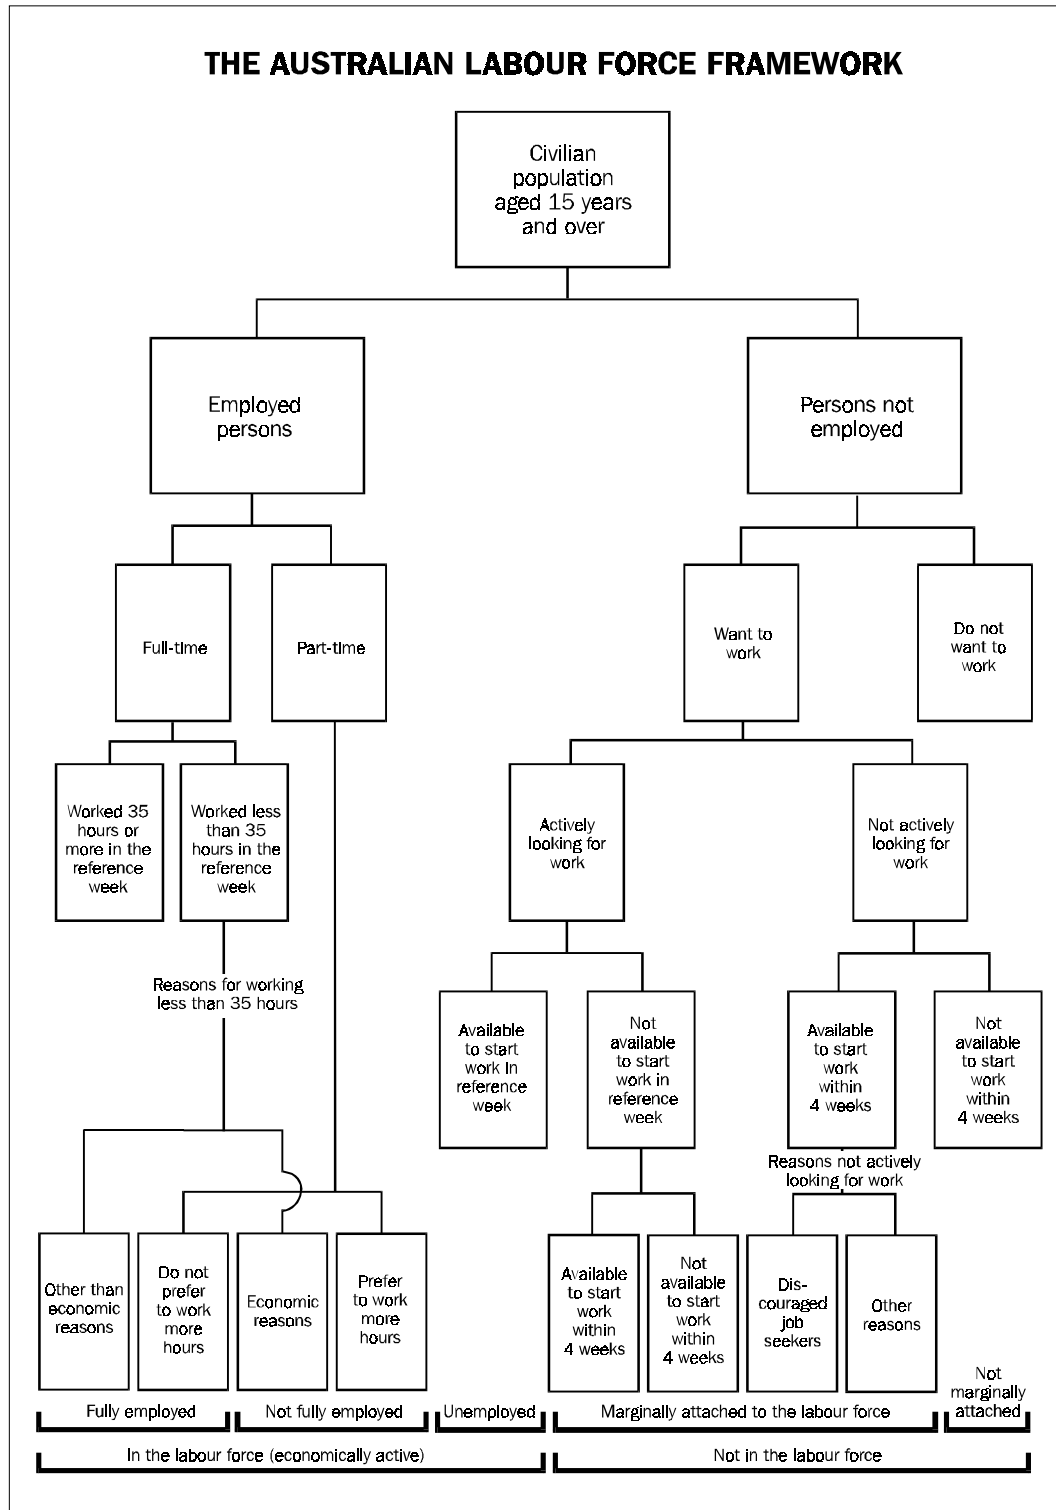 THE AUSTRALIAN LABOUR FORCE FRAMEWORK
Civilian
population
aged 15 years
and over
Employed
persons
Persons not
employed
Full-time
Part-time
Want to
work
Do not
want to
work
Worked 35
hours or
more in the
reference
week
Worked less
than 35
hours in the
reference
week
Actively
looking for
work
Not actively
looking for
work
Reasons for working
less than 35 hours
Available
to start
work in
reference
week
Not
available
to start
work in
reference
week
Available
to start
work
within
4 weeks
Not
available
to start
work
within
4 weeks
Reasons not actively
looking for work
Other than
economic
reasons
Do not
prefer
to work
more
hours
Economic
reasons
Prefer
to work
more
hours
Available
to start
work
within
4 weeks
Not
available
to start
work
within
4 weeks
Dis-
couraged
job
seekers
Other
reasons
Fully employed
Not fully employed
Unemployed
Marginally attached to the labour force
Not
marginally
attached
In the labour force (economically active)
Not in the labour force